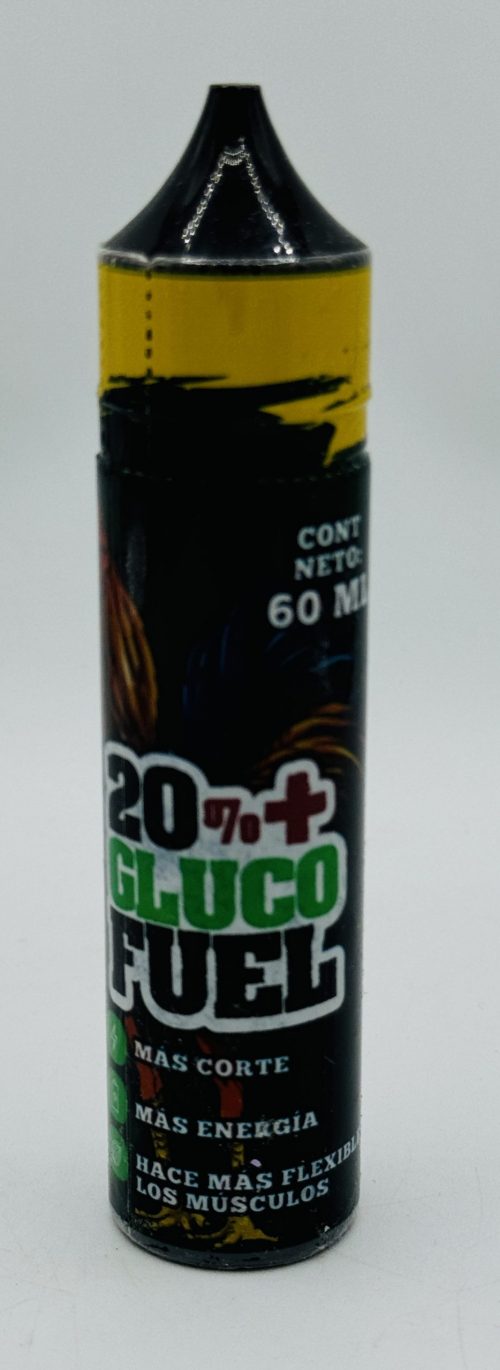 CONT
NETO:
60 ML
20%+
GLUCO
FUEL
MÁS CORTE
MÁS ENERGÍA
HACE MÁS FLEXIBLE
LOS MÚSCULOS